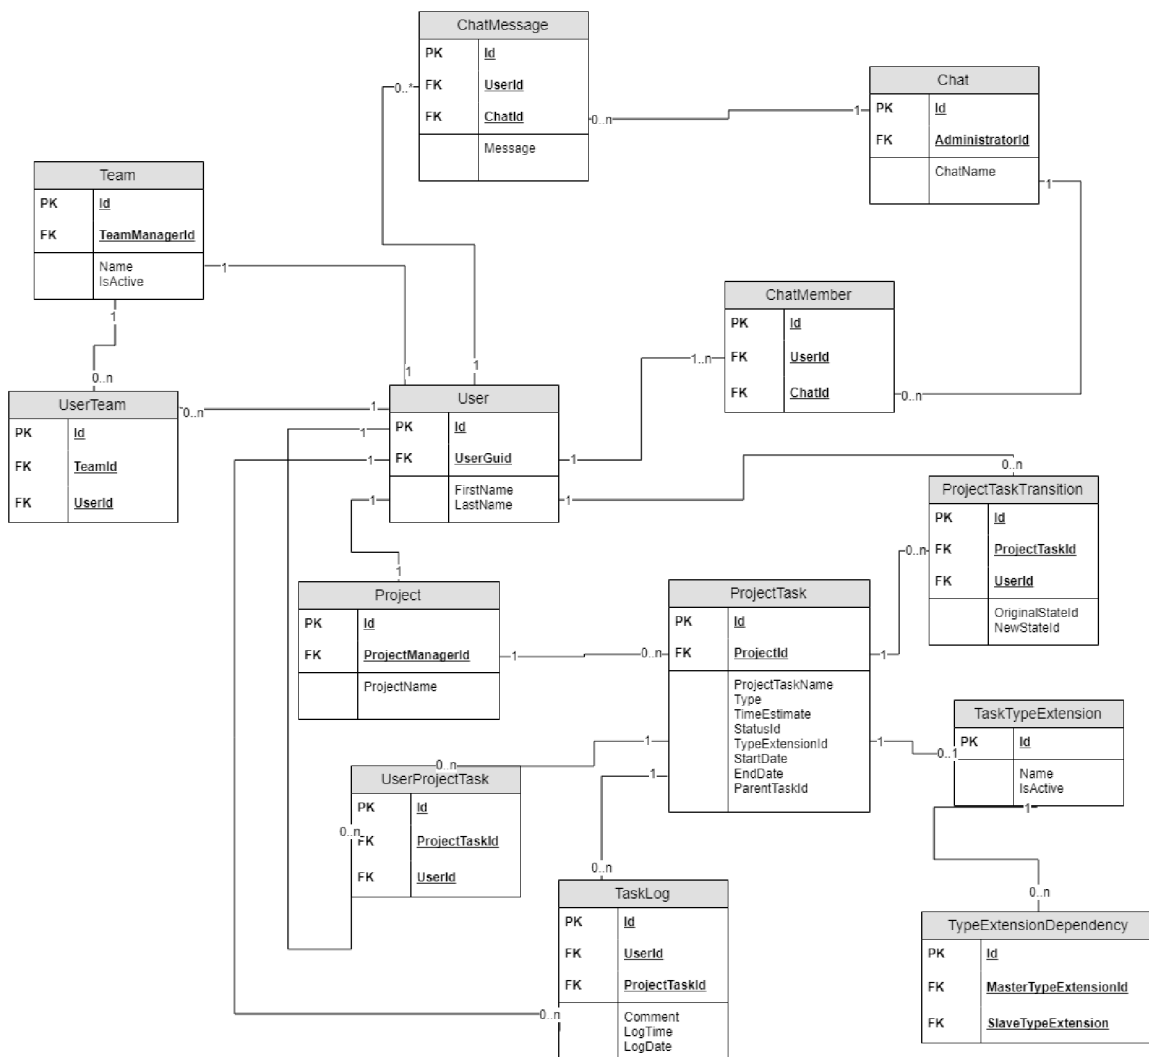 ChatMessage
PK Id
FK UserId
FK ChatId
Message
0..*
0..n
1
Chat
PK Id
FK AdministratorId
ChatName
1
Team
PK Id
FK TeamManagerId
Name
IsActive
1
1
0..n
UserTeam
PK Id
FK TeamId
FK UserId
0..n
1
1
1
User
PK Id
FK UserGuid
FirstName
LastName
1
1
1
1
1
ChatMember
PK Id
FK UserId
FK ChatId
1..n
0..n
0..n
ProjectTaskTransition
PK Id
FK ProjectTaskId
FK UserId
OriginalStateId
NewStateId
0..n
1
Project
PK Id
FK ProjectManagerId
ProjectName
1
0..n
ProjectTask
PK Id
FK ProjectId
ProjectTaskName
Type
TimeEstimate
StatusId
TypeExtensionId
StartDate
EndDate
ParentTaskId
1
1
1
1
0..1
TaskTypeExtension
PK Id
Name
IsActive
1
0..n
0..n
UserProjectTask
PK Id
FK ProjectTaskId
FK UserId
0..n
0..n
TaskLog
PK Id
FK UserId
FK ProjectTaskId
Comment
LogTime
LogDate
0..n
TypeExtensionDependency
PK Id
FK MasterTypeExtensionId
FK SlaveTypeExtension